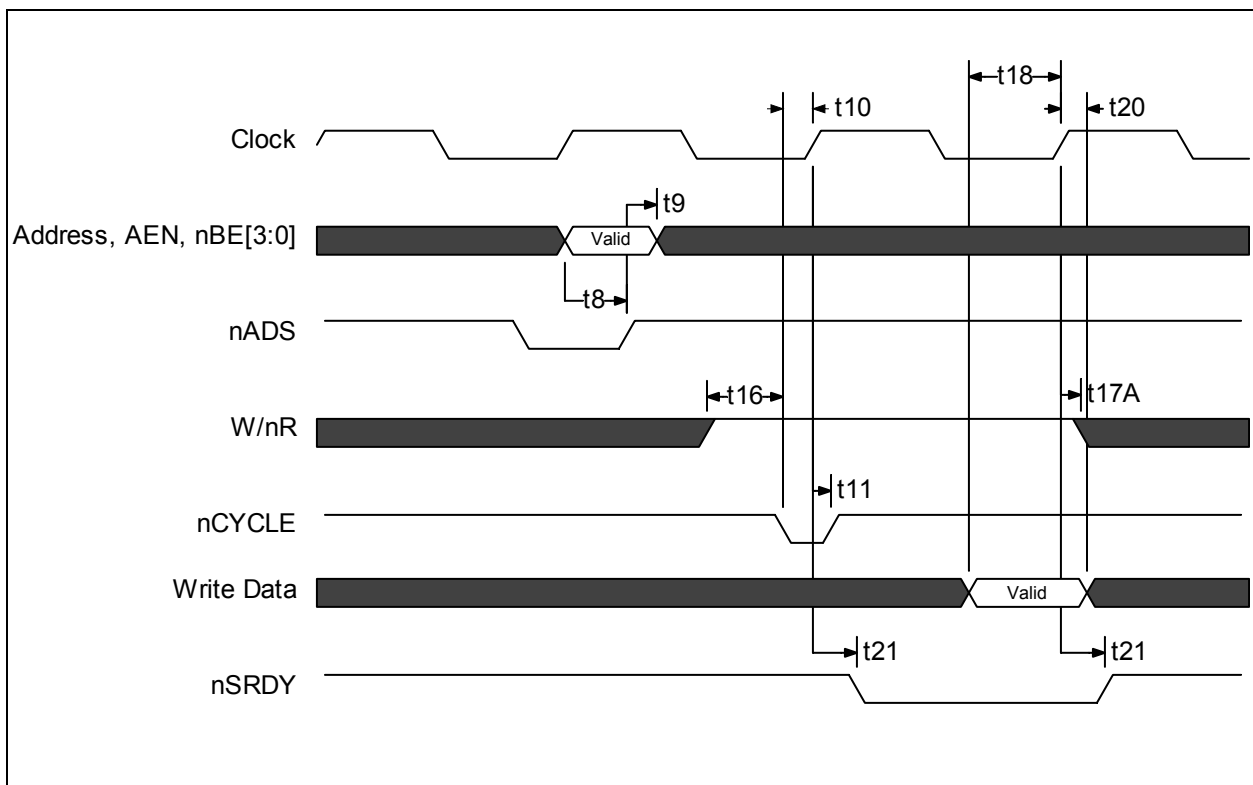 t18
t10
t20
Clock
t9
Address, AEN, nBE[3:0]
Valid
t8
nADS
t16
t17A
W/nR
t11
nCYCLE
Write Data
Valid
t21
t21
nSRDY